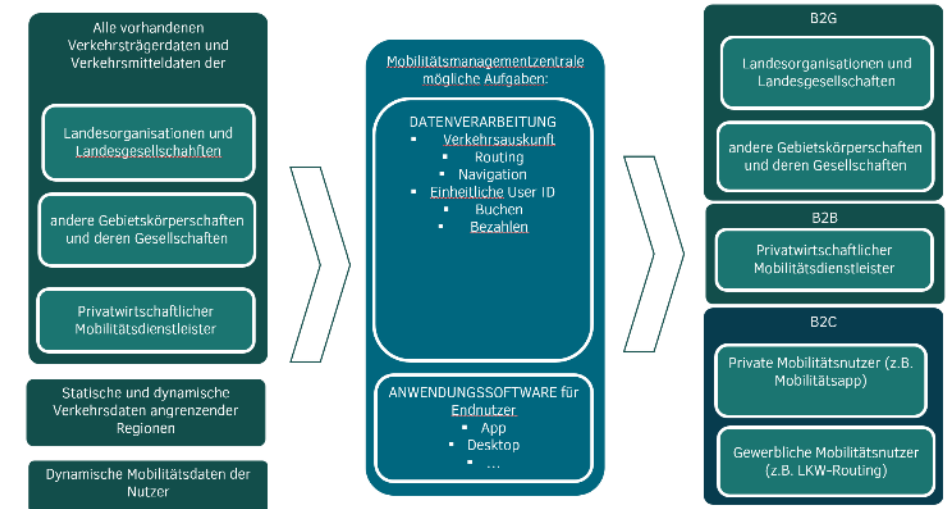 Alle vorhandenen
Verkehrsträgerdaten und
Verkehrsmitteldaten der
Landesorganisationen und
Landesgesellschahften
andere Gebietskörperschaften
und deren Gesellschaften
Privatwirtschaftlicher
Mobilitätsdienstleister
Statische und dynamische
Verkehrsdaten angrenzender
Regionen
Dynamische Mobilitätsdaten der
Nutzer
Mobilitätsmanagementzentrale
mögliche Aufgaben:
DATENVERARBEITUNG
▪ Verkehrsauskunft
▪ Routing
▪ Navigation
▪ Einheitliche User ID
▪ Buchen
▪ Bezahlen
ANWENDUNGSSOFTWARE für
Endnutzer
▪ App
▪ Desktop
▪ ...
B2G
Landesorganisationen und
Landesgesellschaften
andere Gebietskörperschaften
und deren Gesellschaften
B2B
Privatwirtschaftlicher
Mobilitätsdienstleister
B2C
Private Mobilitätsnutzer (z.B.
Mobilitätsapp)
Gewerbliche Mobilitätsnutzer
(z.B. LKW-Routing)